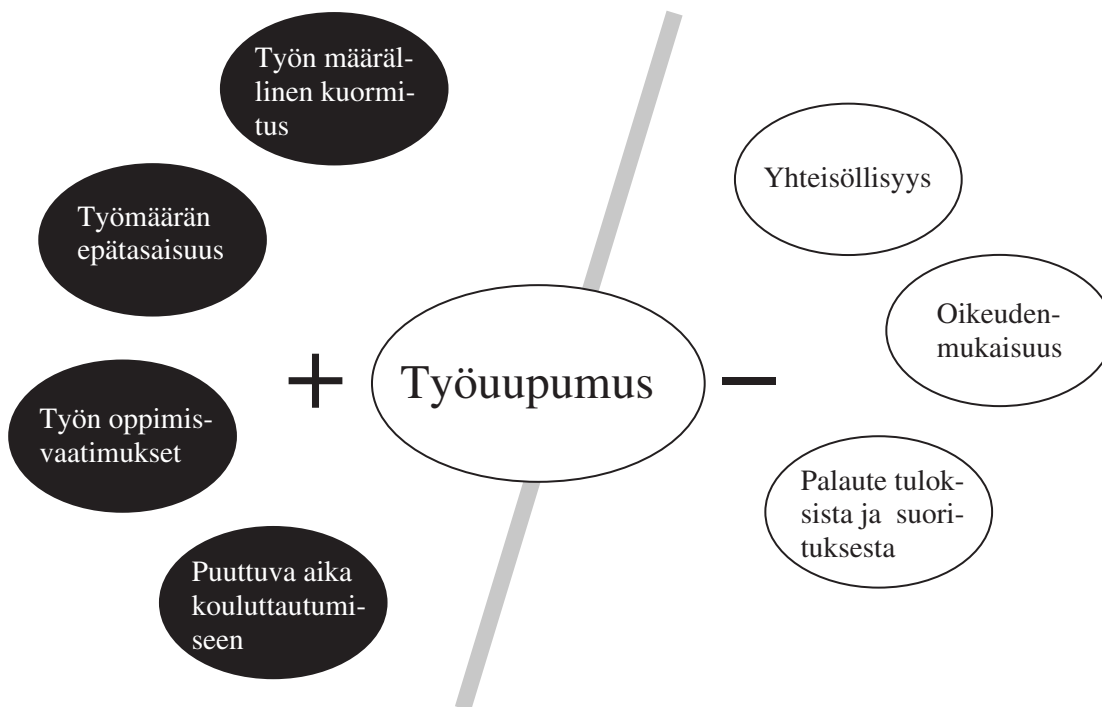 Työn määräl-
linen kuormi-
tus
Työmäärän
epätasaisuus
Työn oppimis-
vaatimukset
Puuttuva aika
kouluttautumi-
seen
+
Työuupumus
−
Yhteisöllisyys
Oikeuden-
mukaisuus
Palaute tulok-
sista ja suori-
tuksesta